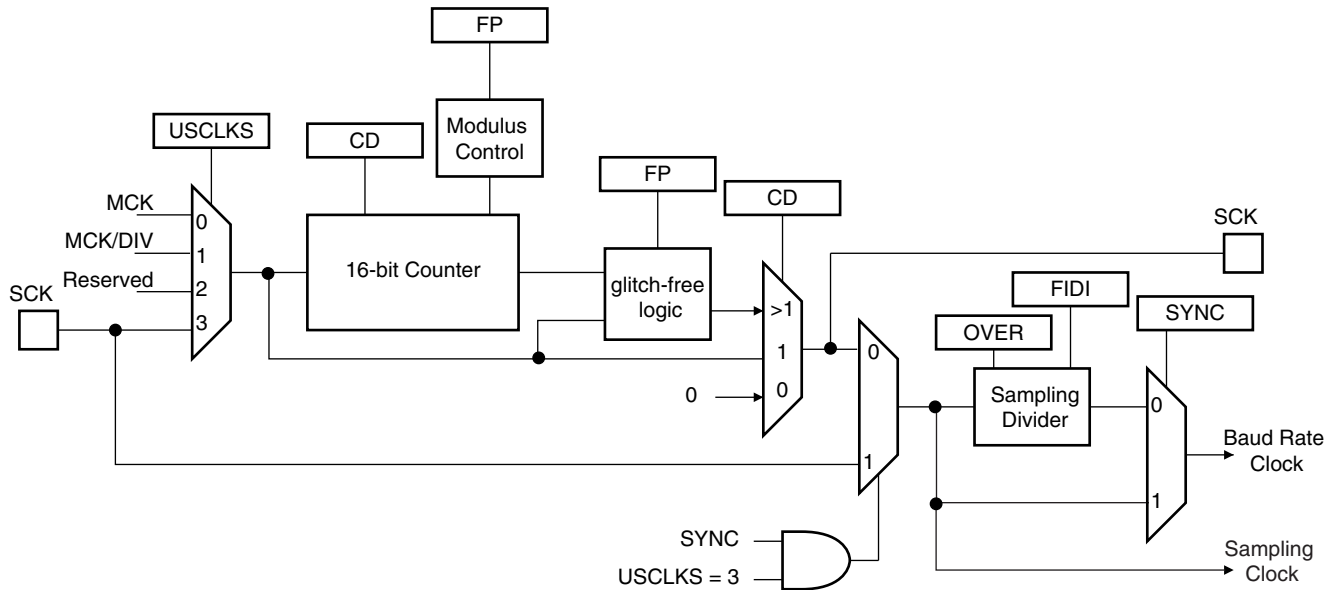 FP
USCLKS
CD
Modulus
Control
FP
CD
SCK
MCK
0
MCK/DIV
1
Reserved
2
SCK
3
16-bit Counter
glitch-free
logic
>1
1
0
0
FIDI
OVER
SYNC
0
1
Sampling
Divider
0
1
Baud Rate
Clock
SYNC
USCLKS = 3
Sampling
Clock